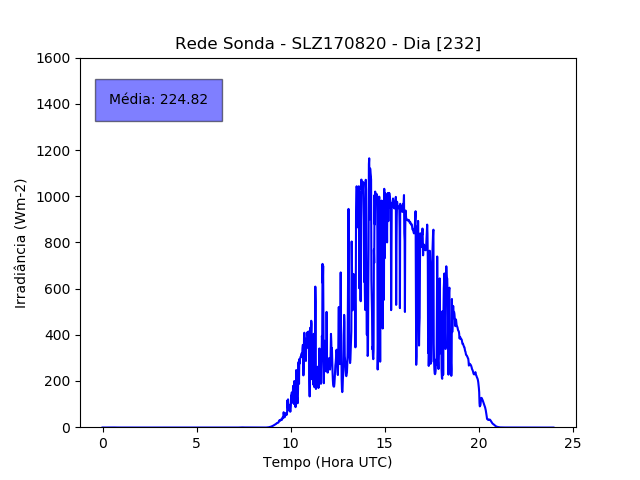 Rede Sonda - SLZ170820 - Dia [232]
1600
1400
1200
1000
800
600
400
200
0
Média: 224.82
Irradiância (Wm-2)
0 5 10 15 20 25
Tempo (Hora UTC)